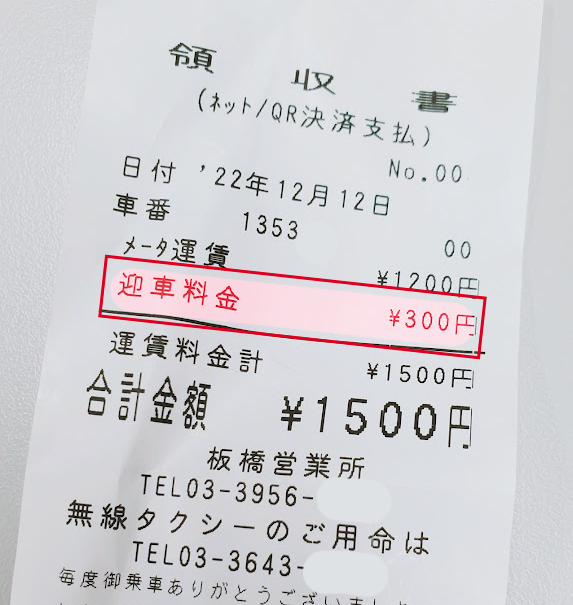 領収書
(ネット/QR決済支払)
No.00
日付 '22年12月12日
車番 1353 00
メータ運賃 ¥1200円
迎車料金 ¥300円
運賃料金計 ¥1500円
合計金額 ¥1500円
板橋営業所
TEL03-3956-
無線タクシーのご用命は
TEL03-3643-
毎度御乗車ありがとうございました